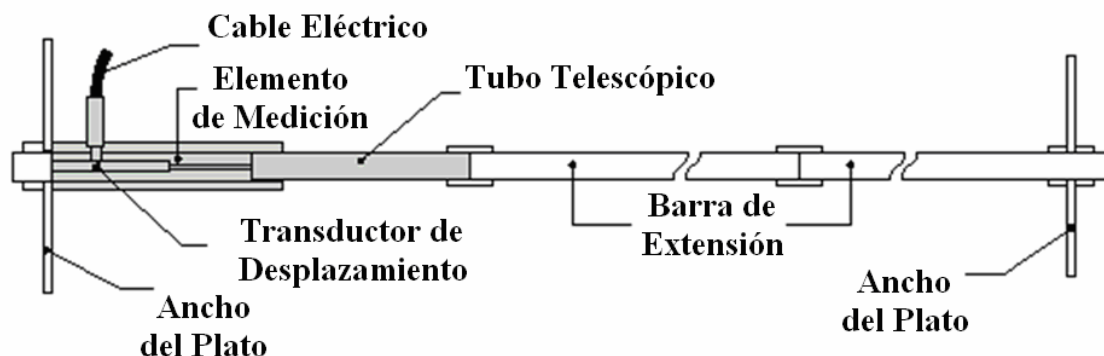 Cable Eléctrico
Elemento
de Medición
Tubo Telescópico
Transductor de
Desplazamiento
Barra de
Extensión
Ancho
del Plato
Ancho
del Plato